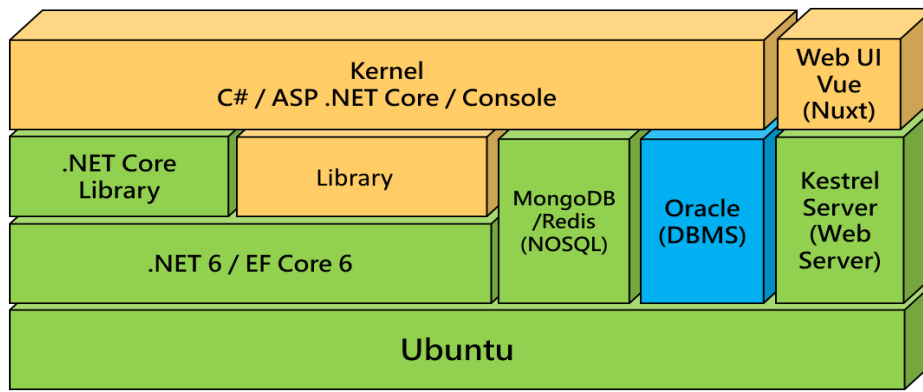 Kernel
C# / ASP .NET Core / Console
Web UI
Vue
(Nuxt)
.NET Core
Library
Library
MongoDB
/Redis
(NOSQL)
Oracle
(DBMS)
Kestrel
Server
(Web
Server)
.NET 6 / EF Core 6
Ubuntu